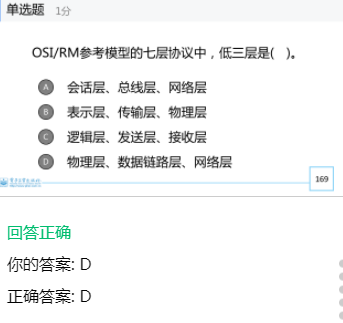 单选题 1分
OSI/RM参考模型的七层协议中，低三层是( )。
A 会话层、总线层、网络层
B 表示层、传输层、物理层
C 逻辑层、发送层、接收层
D 物理层、数据链路层、网络层
169
回答正确
你的答案: D
正确答案: D